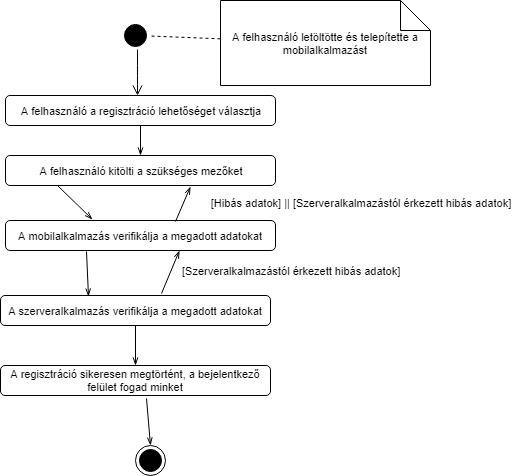 A felhasználó letöltötte és telepítette a
mobilalkalmazást
A felhasználó a regisztráció lehetőséget választja
A felhasználó kitölti a szükséges mezőket
[Hibás adatok] || [Szerveralkalmazástól érkezett hibás adatok]
A mobilalkalmazás verifikálja a megadott adatokat
[Szerveralkalmazástól érkezett hibás adatok]
A szerveralkalmazás verifikálja a megadott adatokat
A regisztráció sikeresen megtörtént, a bejelentkező
felület fogad minket